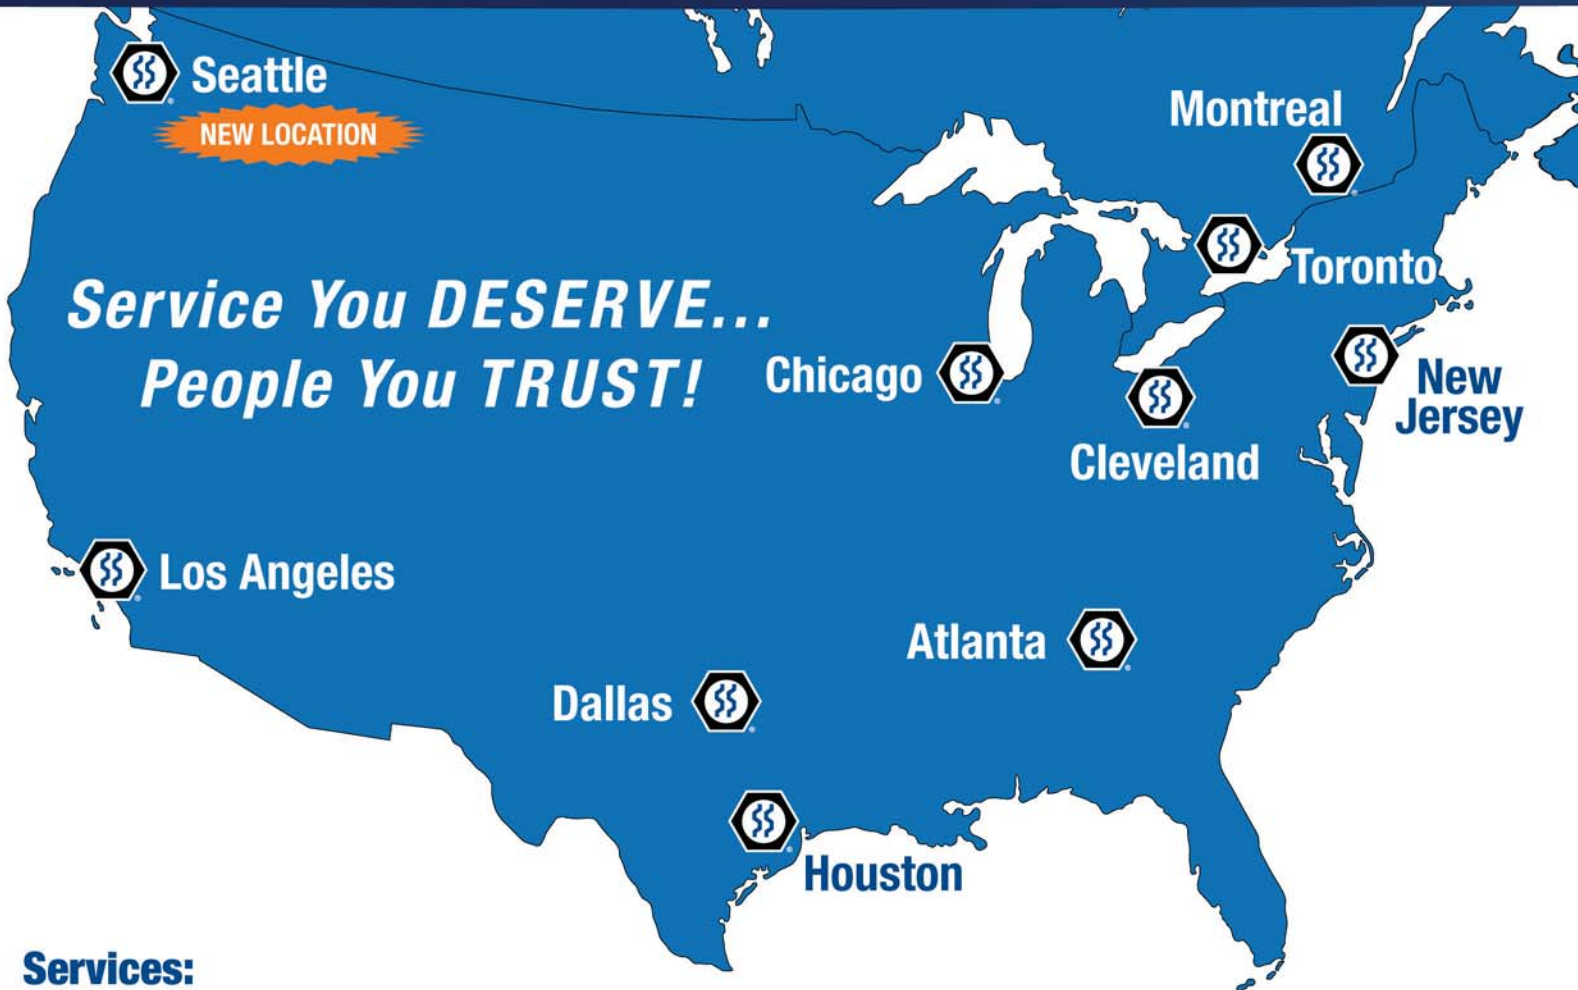 Seattle
NEW LOCATION
Montreal
Toronto
Service You DESERVE...
People You TRUST!
Chicago
New
Jersey
Cleveland
Los Angeles
Atlanta
Dallas
Houston
Services: